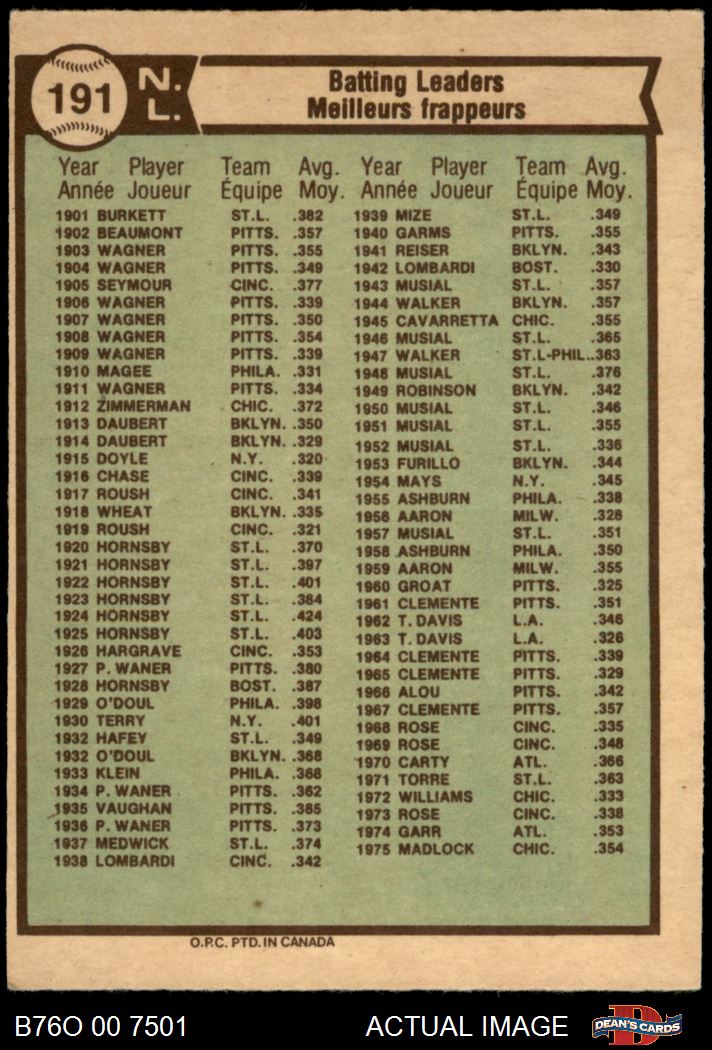 191
N.
L.
Batting Leaders
Meilleurs frappeurs
Year Player Team Avg.
Année Joueur Équipe Moy.
1901 BURKETT ST.L. .382
1902 BEAUMONT PITTS. .357
1903 WAGNER PITTS. .355
1904 WAGNER PITTS. .349
1905 SEYMOUR CINC. .377
1906 WAGNER PITTS. .339
1907 WAGNER PITTS. .350
1908 WAGNER PITTS. .354
1909 WAGNER PITTS. .339
1910 MAGEE PHILA. .331
1911 WAGNER PITTS. .334
1912 ZIMMERMAN CHIC. .372
1913 DAUBERT BKLYN. .350
1914 DAUBERT BKLYN. .329
1915 DOYLE N.Y. .320
1916 CHASE CINC. .339
1917 ROUSH CINC. .341
1918 WHEAT BKLYN. .335
1919 ROUSH CINC. .321
1920 HORNSBY ST.L. .370
1921 HORNSBY ST.L. .397
1922 HORNSBY ST.L. .401
1923 HORNSBY ST.L. .384
1924 HORNSBY ST.L. .424
1925 HORNSBY ST.L. .403
1926 HARGRAVE CINC. .353
1927 P. WANER PITTS. .380
1928 HORNSBY BOST. .387
1929 O'DOUL PHILA. .398
1930 TERRY N.Y. .401
1932 HAFEY ST.L. .349
1932 O'DOUL BKLYN. .368
1933 KLEIN PHILA. .368
1934 P. WANER PITTS. .362
1935 VAUGHAN PITTS. .385
1936 P. WANER PITTS. .373
1937 MEDWICK ST.L. .374
1938 LOMBARDI CINC. .342
Year Player Team Avg.
Année Joueur Équipe Moy.
1939 MIZE ST.L. .349
1940 GARMS PITTS. .355
1941 REISER BKLYN. .343
1942 LOMBARDI BOST. .330
1943 MUSIAL ST.L. .357
1944 WALKER BKLYN. .357
1945 CAVARRETTA CHIC. .355
1946 MUSIAL ST.L. .365
1947 WALKER ST.L-PHIL..363
1948 MUSIAL ST.L. .376
1949 ROBINSON BKLYN. .342
1950 MUSIAL ST.L. .346
1951 MUSIAL ST.L. .355
1952 MUSIAL ST.L. .336
1953 FURILLO BKLYN. .344
1954 MAYS N.Y. .345
1955 ASHBURN PHILA. .338
1956 AARON MILW. .328
1957 MUSIAL ST.L. .351
1958 ASHBURN PHILA. .350
1959 AARON MILW. .355
1960 GROAT PITTS. .325
1961 CLEMENTE PITTS. .351
1962 T. DAVIS L.A. .346
1963 T. DAVIS L.A. .326
1964 CLEMENTE PITTS. .339
1965 CLEMENTE PITTS. .329
1966 ALOU PITTS. .342
1967 CLEMENTE PITTS. .357
1968 ROSE CINC. .335
1969 ROSE CINC. .348
1970 CARTY ATL. .366
1971 TORRE ST.L. .363
1972 WILLIAMS CHIC. .333
1973 ROSE CINC. .338
1974 GARR ATL. .353
1975 MADLOCK CHIC. .354
O.P.C. PTD. IN CANADA
B76O 00 7501 ACTUAL IMAGE
D
DEAN'S CARDS